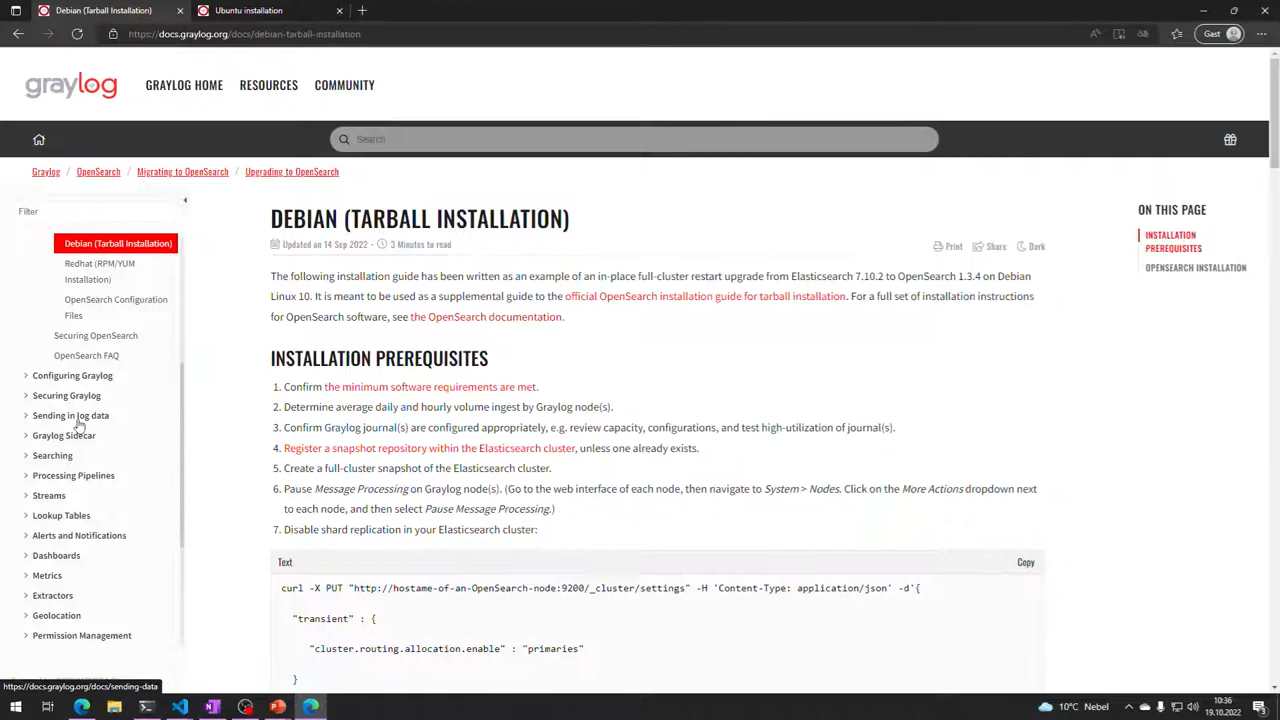 Debian (Tarball Installation)
Ubuntu installation
https://docs.graylog.org/docs/debian-tarball-installation
Gast
graylog
GRAYLOG HOME
RESOURCES
COMMUNITY
Search
Graylog / OpenSearch / Migrating to OpenSearch / Upgrading to OpenSearch
Filter
Debian (Tarball Installation)
Redhat (RPM/YUM
Installation)
OpenSearch Configuration
Files
Securing OpenSearch
OpenSearch FAQ
Configuring Graylog
Securing Graylog
Sending in log data
Graylog Sidecar
Searching
Processing Pipelines
Streams
Lookup Tables
Alerts and Notifications
Dashboards
Metrics
Extractors
Geolocation
Permission Management
DEBIAN (TARBALL INSTALLATION)
Updated on 14 Sep 2022 • 3 Minutes to read
Print
Share
Dark
The following installation guide has been written as an example of an in-place full-cluster restart upgrade from Elasticsearch 7.10.2 to OpenSearch 1.3.4 on Debian
Linux 10. It is meant to be used as a supplemental guide to the official OpenSearch installation guide for tarball installation. For a full set of installation instructions
for OpenSearch software, see the OpenSearch documentation.
INSTALLATION PREREQUISITES
1. Confirm the minimum software requirements are met.
2. Determine average daily and hourly volume ingest by Graylog node(s).
3. Confirm Graylog journal(s) are configured appropriately, e.g. review capacity, configurations, and test high-utilization of journal(s).
4. Register a snapshot repository within the Elasticsearch cluster, unless one already exists.
5. Create a full-cluster snapshot of the Elasticsearch cluster.
6. Pause Message Processing on Graylog node(s). (Go to the web interface of each node, then navigate to System > Nodes. Click on the More Actions dropdown next
to each node, and then select Pause Message Processing.)
7. Disable shard replication in your Elasticsearch cluster:
Text
Copy
curl -X PUT "http://hostame-of-an-OpenSearch-node:9200/_cluster/settings" -H 'Content-Type: application/json' -d'{
"transient" : {
"cluster.routing.allocation.enable" : "primaries"
}
ON THIS PAGE
INSTALLATION
PREREQUISITES
OPENSEARCH INSTALLATION
https://docs.graylog.org/docs/sending-data
10°C Nebel
10:36
19.10.2022